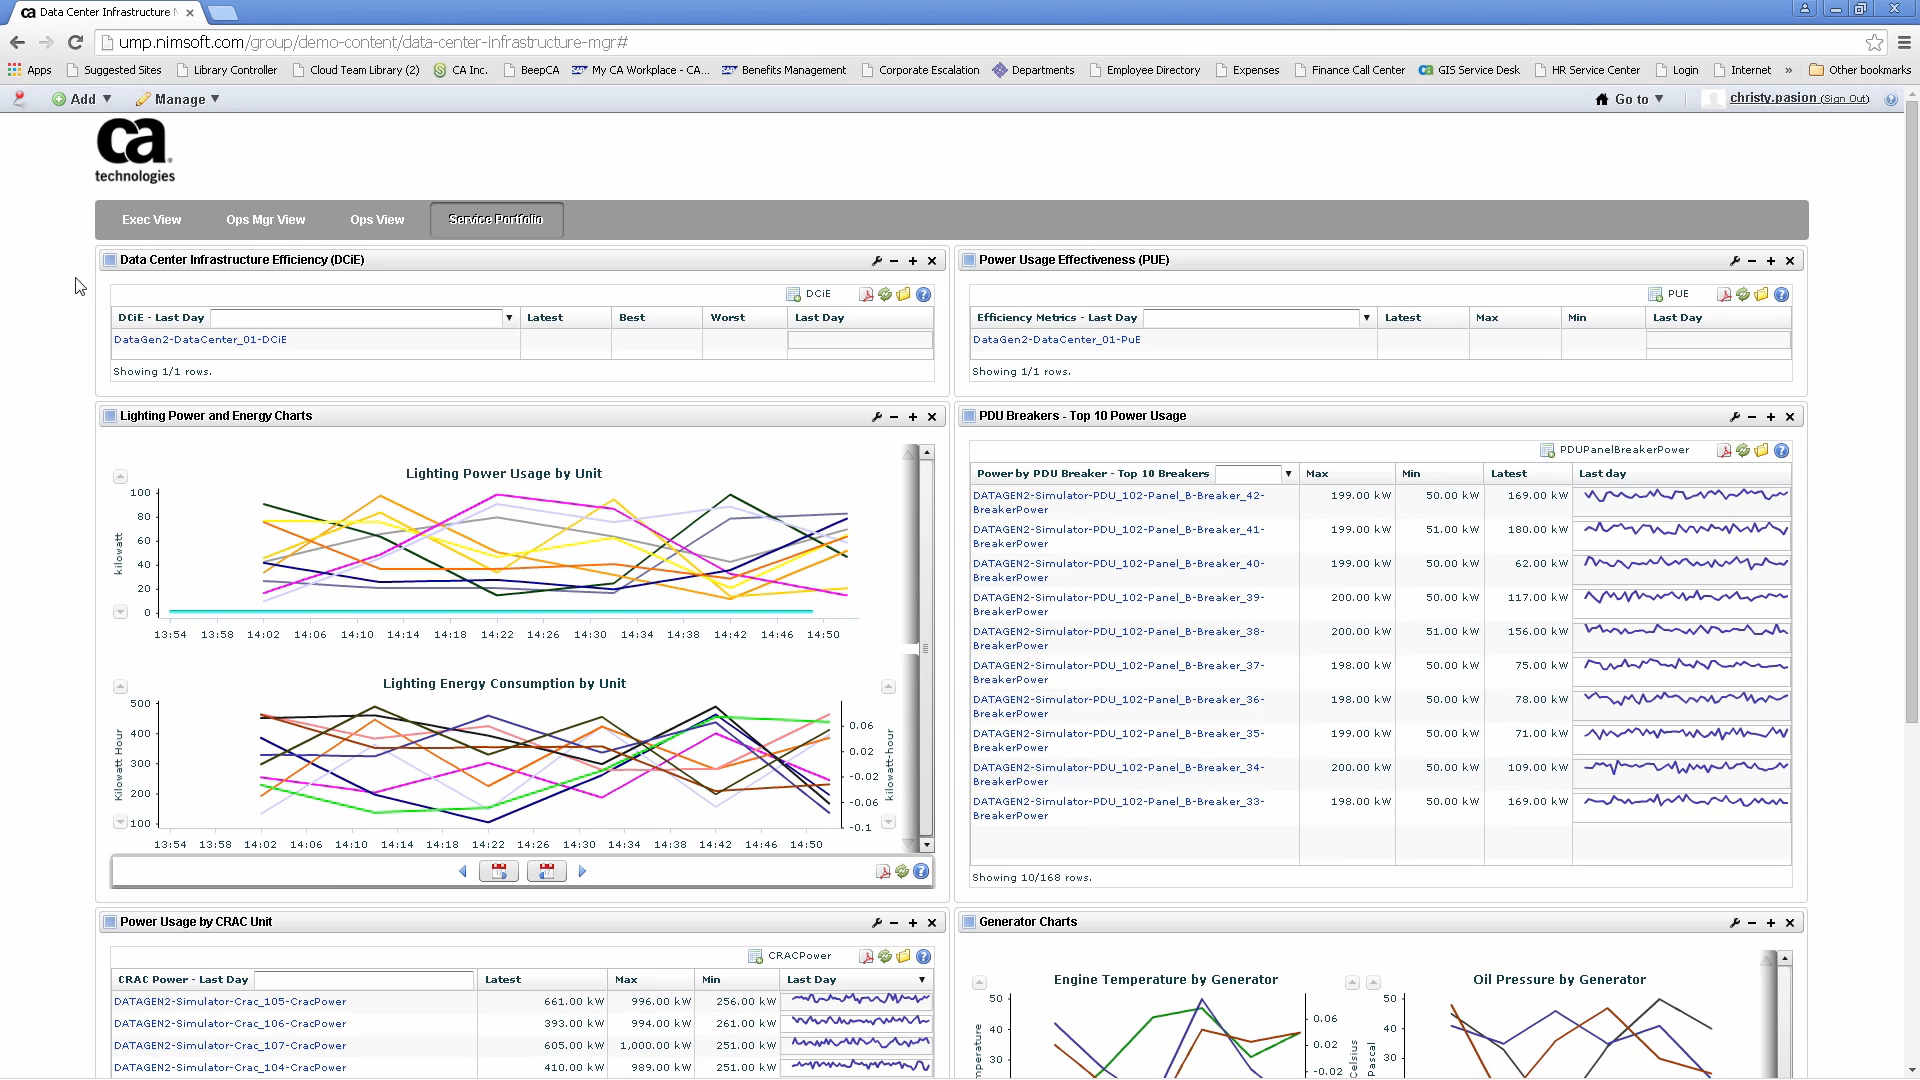 ca Data Center Infrastructure M
ump.nimsoft.com/group/demo-content/data-center-infrastructure-mgr#
Apps Suggested Sites Library Controller Cloud Team Library (2) CA Inc. BeepCA My CA Workplace - CA... Benefits Management Corporate Escalation Departments Employee Directory Expenses Finance Call Center GIS Service Desk HR Service Center Login Internet » Other bookmarks
Add Manage Go to christy.pasion (Sign Out)
ca
technologies
Exec View Ops Mgr View Ops View Service Portfolio
Data Center Infrastructure Efficiency (DCiE)
DCiE
DCiE - Last Day Latest Best Worst Last Day
DataGen2-DataCenter_01-DCiE
Showing 1/1 rows.
Power Usage Effectiveness (PUE)
PUE
Efficiency Metrics - Last Day Latest Max Min Last Day
DataGen2-DataCenter_01-PuE
Showing 1/1 rows.
Lighting Power and Energy Charts
Lighting Power Usage by Unit
kilowatt
100
80
60
40
20
0
13:54 13:58 14:02 14:06 14:10 14:14 14:18 14:22 14:26 14:30 14:34 14:38 14:42 14:46 14:50
Lighting Energy Consumption by Unit
Kilowatt Hour
500
400
300
200
100
0.06
0.02
-0.02
-0.06
-0.1
kilowatt-hour
13:54 13:58 14:02 14:06 14:10 14:14 14:18 14:22 14:26 14:30 14:34 14:38 14:42 14:46 14:50
PDU Breakers - Top 10 Power Usage
PDUPanelBreakerPower
Power by PDU Breaker - Top 10 Breakers Max Min Latest Last day
DATAGEN2-Simulator-PDU_102-Panel_B-Breaker_42- 199.00 kW 50.00 kW 169.00 kW
BreakerPower
DATAGEN2-Simulator-PDU_102-Panel_B-Breaker_41- 199.00 kW 51.00 kW 180.00 kW
BreakerPower
DATAGEN2-Simulator-PDU_102-Panel_B-Breaker_40- 199.00 kW 50.00 kW 62.00 kW
BreakerPower
DATAGEN2-Simulator-PDU_102-Panel_B-Breaker_39- 200.00 kW 50.00 kW 117.00 kW
BreakerPower
DATAGEN2-Simulator-PDU_102-Panel_B-Breaker_38- 200.00 kW 51.00 kW 156.00 kW
BreakerPower
DATAGEN2-Simulator-PDU_102-Panel_B-Breaker_37- 198.00 kW 50.00 kW 75.00 kW
BreakerPower
DATAGEN2-Simulator-PDU_102-Panel_B-Breaker_36- 198.00 kW 50.00 kW 78.00 kW
BreakerPower
DATAGEN2-Simulator-PDU_102-Panel_B-Breaker_35- 199.00 kW 50.00 kW 71.00 kW
BreakerPower
DATAGEN2-Simulator-PDU_102-Panel_B-Breaker_34- 200.00 kW 50.00 kW 109.00 kW
BreakerPower
DATAGEN2-Simulator-PDU_102-Panel_B-Breaker_33- 198.00 kW 50.00 kW 169.00 kW
BreakerPower
Showing 10/168 rows.
Power Usage by CRAC Unit
CRACPower
CRAC Power - Last Day Latest Max Min Last Day
DATAGEN2-Simulator-Crac_105-CracPower 661.00 kW 996.00 kW 256.00 kW
DATAGEN2-Simulator-Crac_106-CracPower 393.00 kW 994.00 kW 261.00 kW
DATAGEN2-Simulator-Crac_107-CracPower 605.00 kW 1,000.00 kW 251.00 kW
DATAGEN2-Simulator-Crac_104-CracPower 410.00 kW 989.00 kW 251.00 kW
Generator Charts
Engine Temperature by Generator
50
40
30
mperature
0.06
0.02
-0.02
Celsius
Oil Pressure by Generator
Pascal
50
40
30